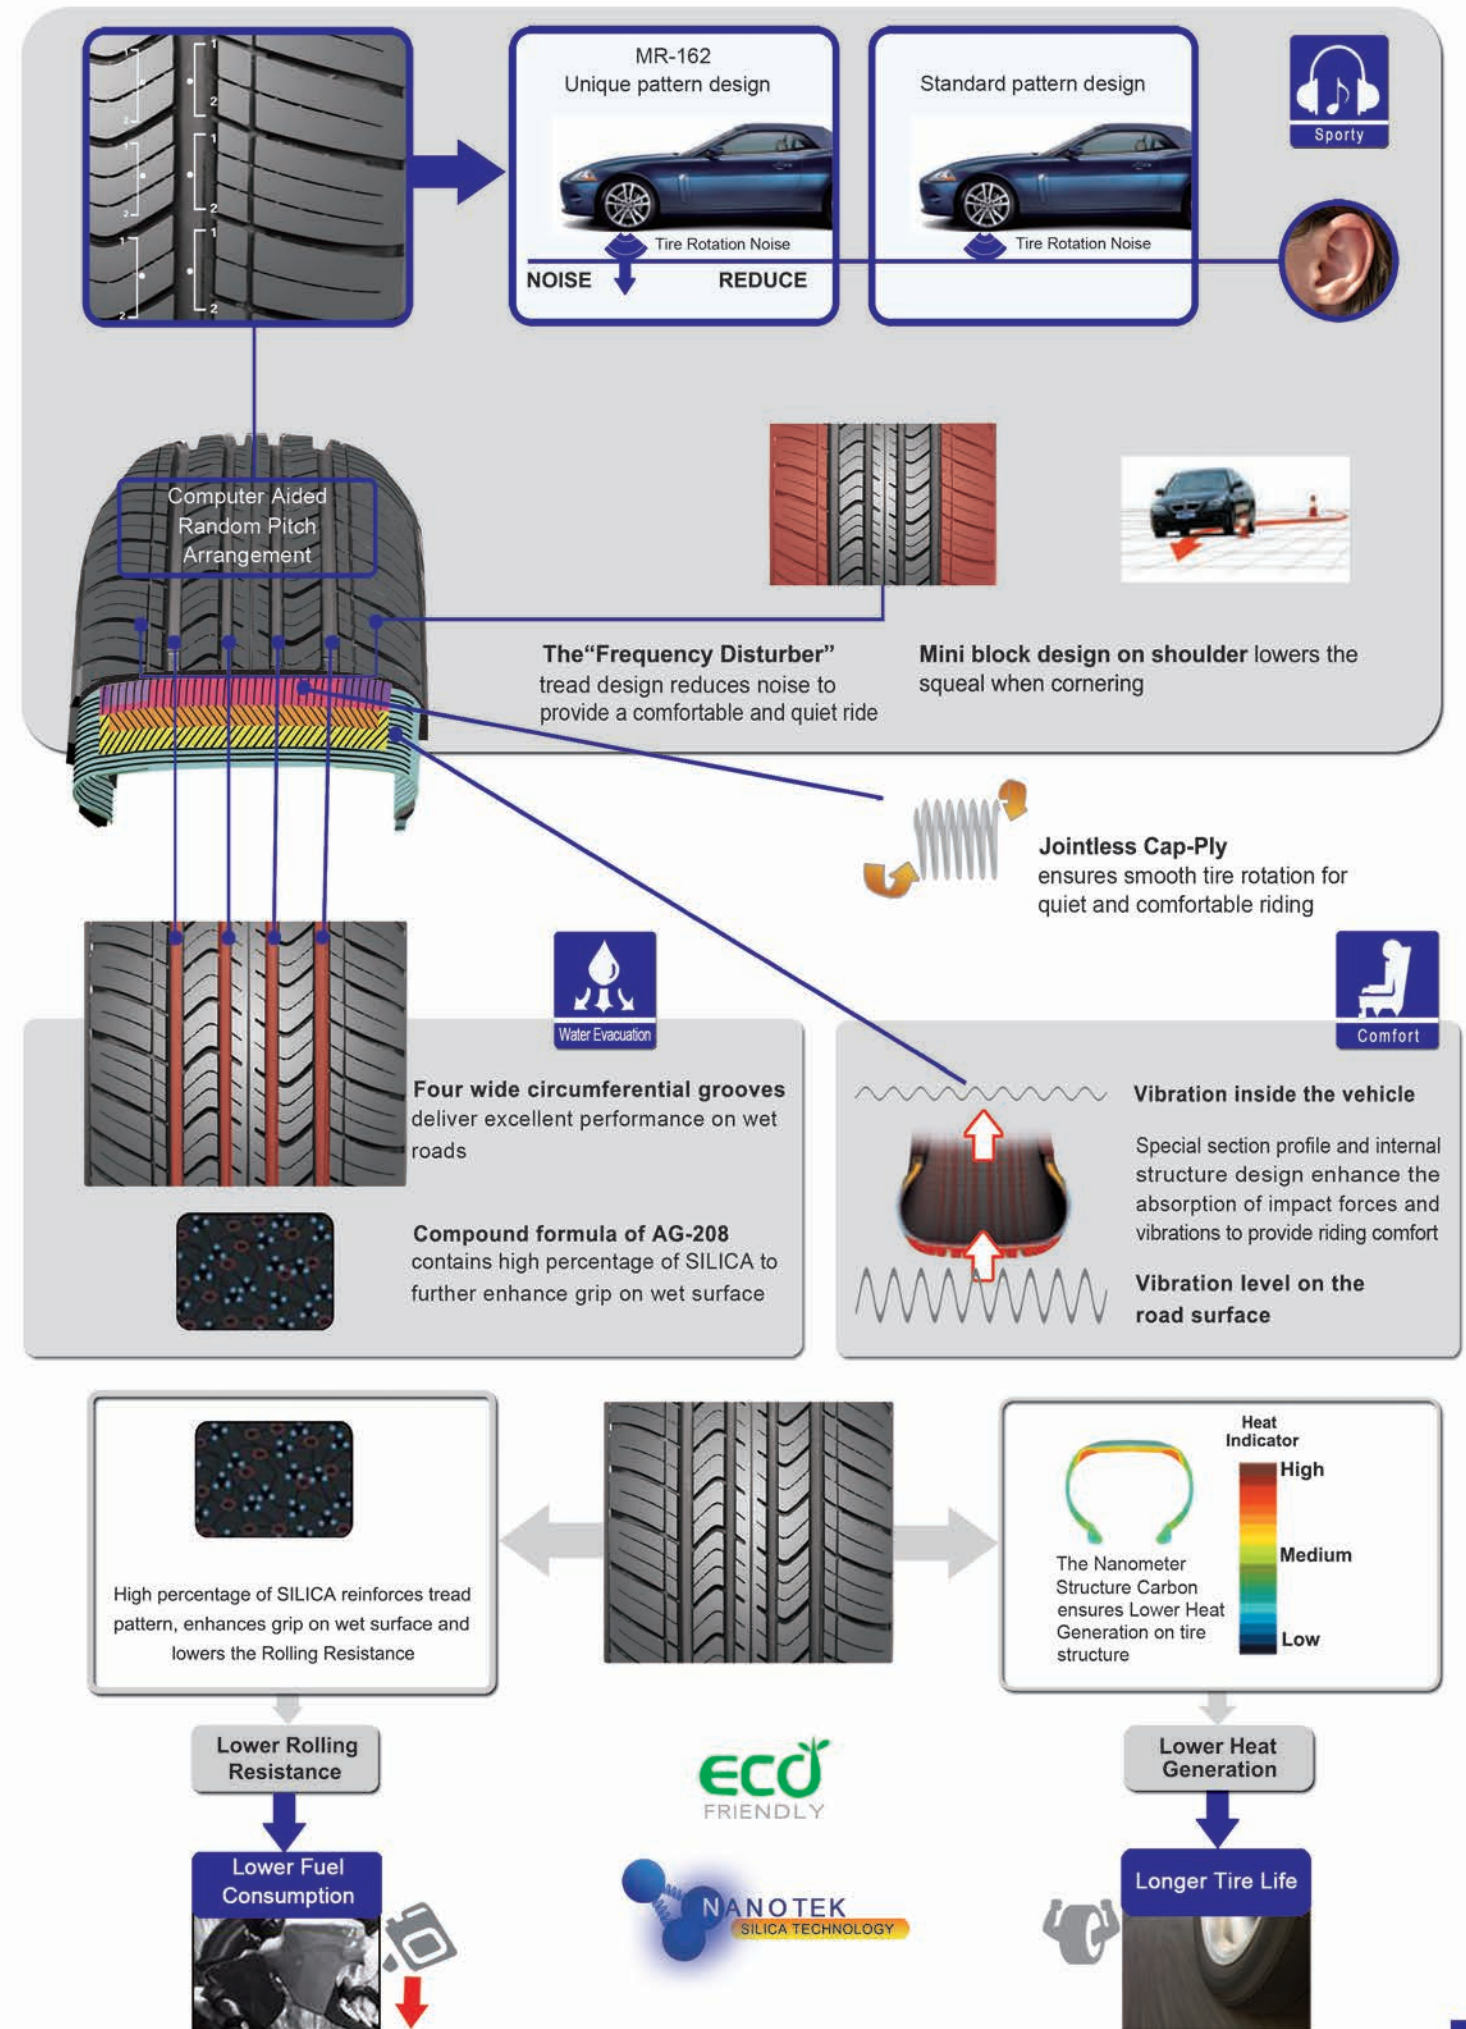 MR-162
Unique pattern design
Standard pattern design
Sporty
1
2
1
2
1
2
1
2
1
2
1
2
Tire Rotation Noise
Tire Rotation Noise
NOISE
REDUCE
Computer Aided
Random Pitch
Arrangement
The“Frequency Disturber”
tread design reduces noise to
provide a comfortable and quiet ride
Mini block design on shoulder lowers the
squeal when cornering
Jointless Cap-Ply
ensures smooth tire rotation for
quiet and comfortable riding
Water Evacuation
Comfort
Four wide circumferential grooves
deliver excellent performance on wet
roads
Compound formula of AG-208
contains high percentage of SILICA to
further enhance grip on wet surface
Vibration inside the vehicle
Special section profile and internal
structure design enhance the
absorption of impact forces and
vibrations to provide riding comfort
Vibration level on the
road surface
High percentage of SILICA reinforces tread
pattern, enhances grip on wet surface and
lowers the Rolling Resistance
Heat
Indicator
High
Medium
Low
The Nanometer
Structure Carbon
ensures Lower Heat
Generation on tire
structure
Lower Rolling
Resistance
Lower Heat
Generation
eco
FRIENDLY
Lower Fuel
Consumption
Longer Tire Life
NANOTEK
SILICA TECHNOLOGY